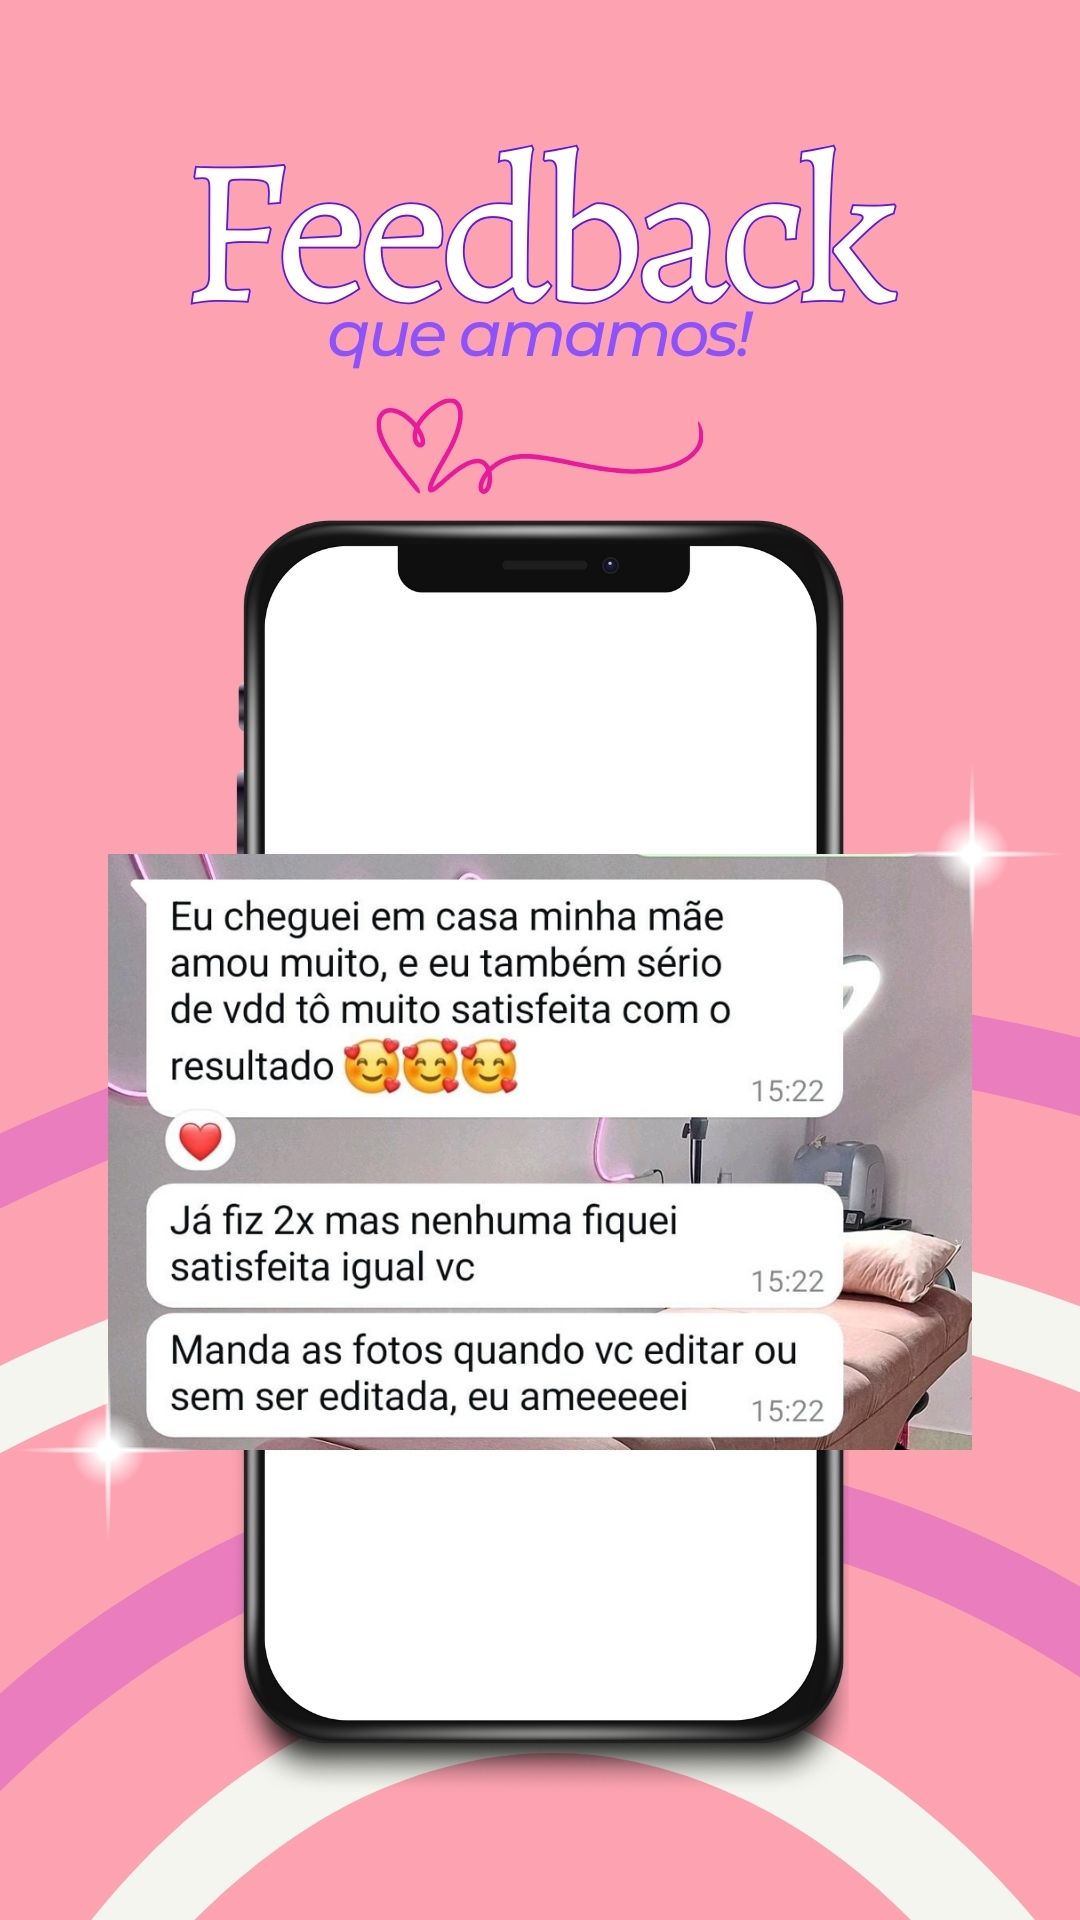 Feedback
que amamos!
Eu cheguei em casa minha mãe
amou muito, e eu também sério
de vdd tô muito satisfeita com o
resultado 🥰🥰🥰
15:22
❤️
Já fiz 2x mas nenhuma fiquei
satisfeita igual vc
15:22
Manda as fotos quando vc editar ou
sem ser editada, eu ameeeeei
15:22